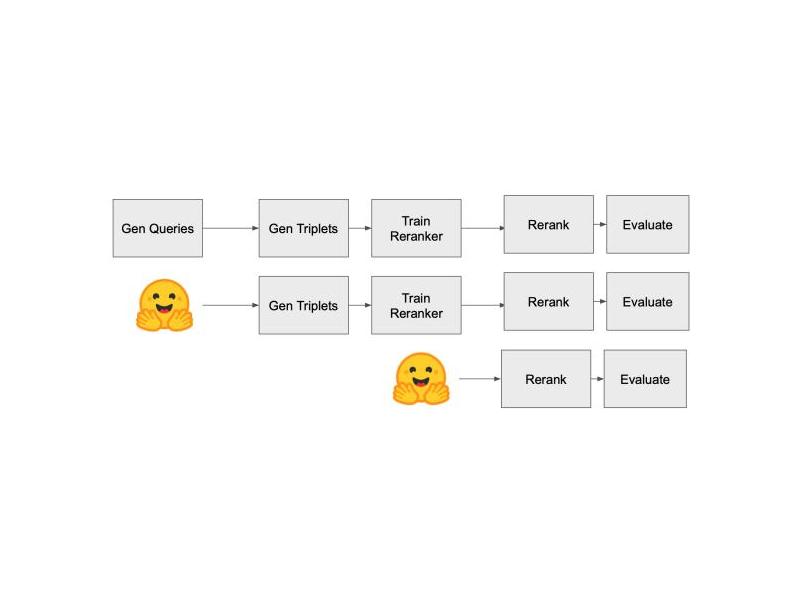 Gen Queries
Gen Triplets
Train
Reranker
Rerank
Evaluate
Gen Triplets
Train
Reranker
Rerank
Evaluate
Rerank
Evaluate